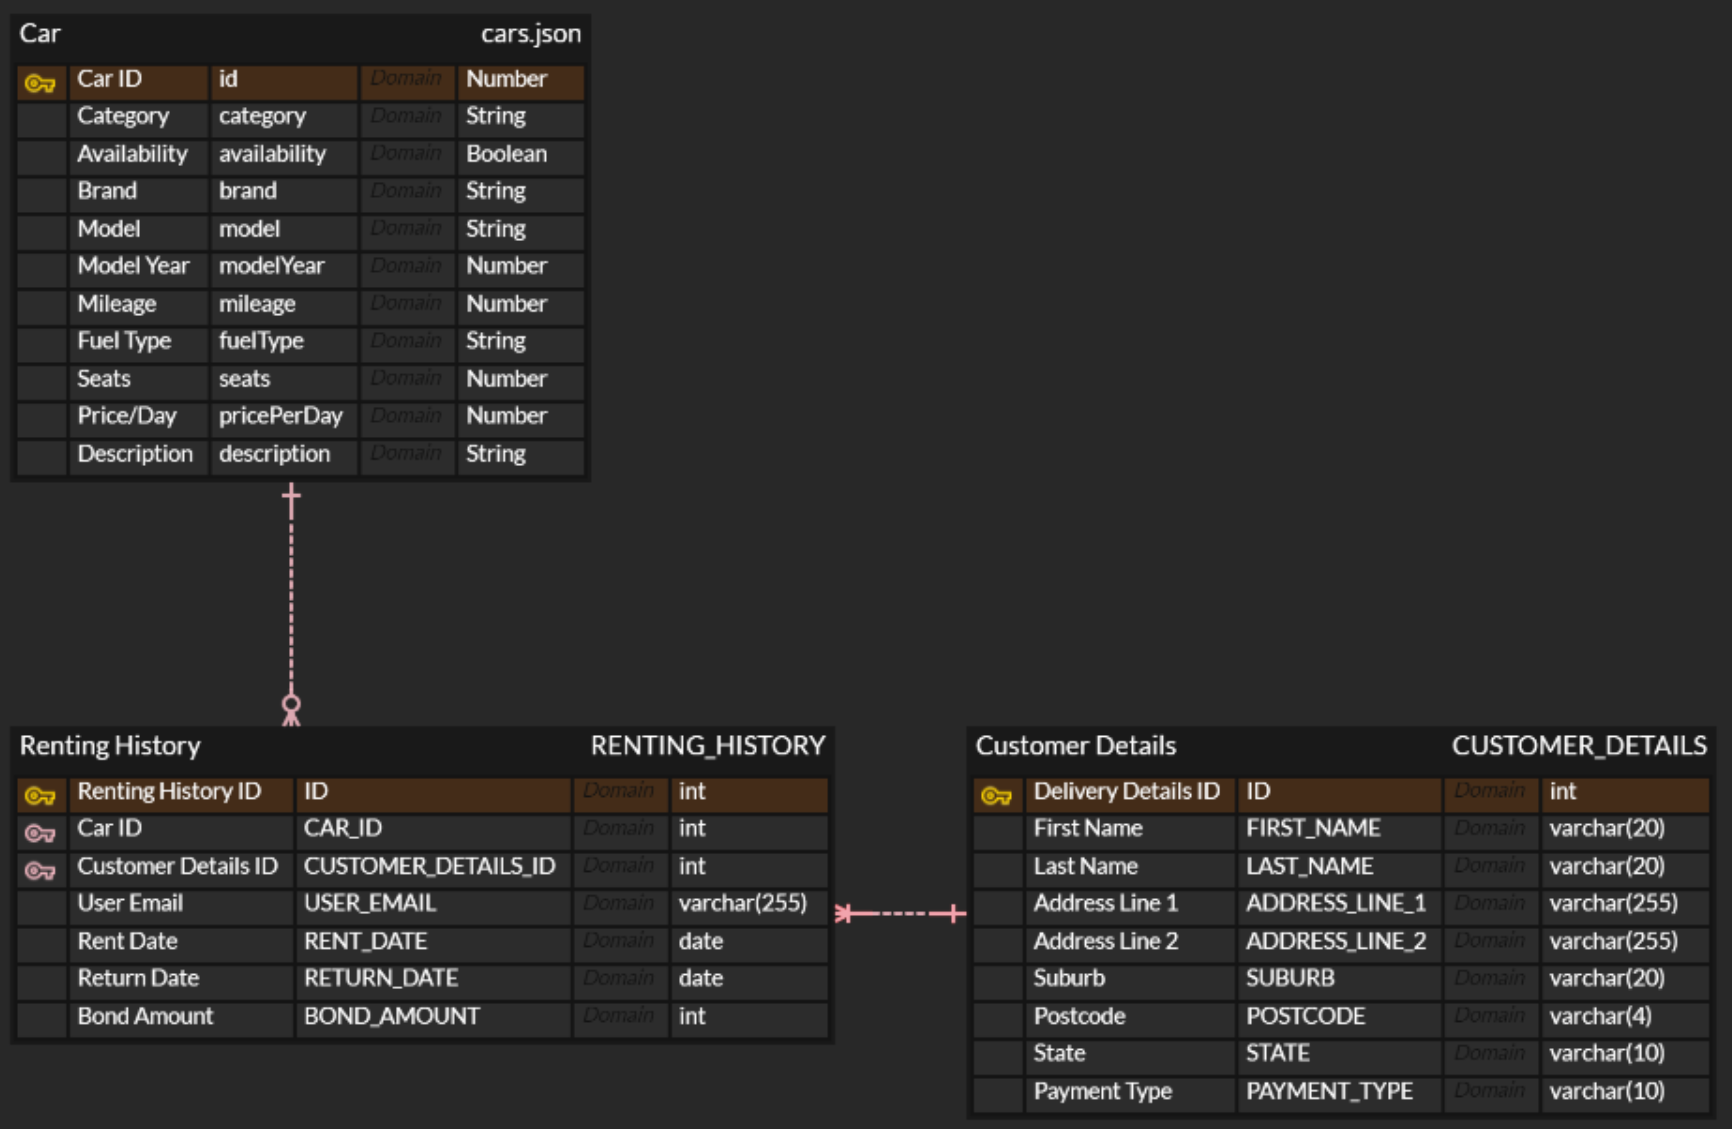 Car cars.json
Car ID id Domain Number
Category category Domain String
Availability availability Domain Boolean
Brand brand Domain String
Model model Domain String
Model Year modelYear Domain Number
Mileage mileage Domain Number
Fuel Type fuelType Domain String
Seats seats Domain Number
Price/Day pricePerDay Domain Number
Description description Domain String
Renting History RENTING_HISTORY
Renting History ID ID Domain int
Car ID CAR_ID Domain int
Customer Details ID CUSTOMER_DETAILS_ID Domain int
User Email USER_EMAIL Domain varchar(255)
Rent Date RENT_DATE Domain date
Return Date RETURN_DATE Domain date
Bond Amount BOND_AMOUNT Domain int
Customer Details CUSTOMER_DETAILS
Delivery Details ID ID Domain int
First Name FIRST_NAME Domain varchar(20)
Last Name LAST_NAME Domain varchar(20)
Address Line 1 ADDRESS_LINE_1 Domain varchar(255)
Address Line 2 ADDRESS_LINE_2 Domain varchar(255)
Suburb SUBURB Domain varchar(20)
Postcode POSTCODE Domain varchar(4)
State STATE Domain varchar(10)
Payment Type PAYMENT_TYPE Domain varchar(10)